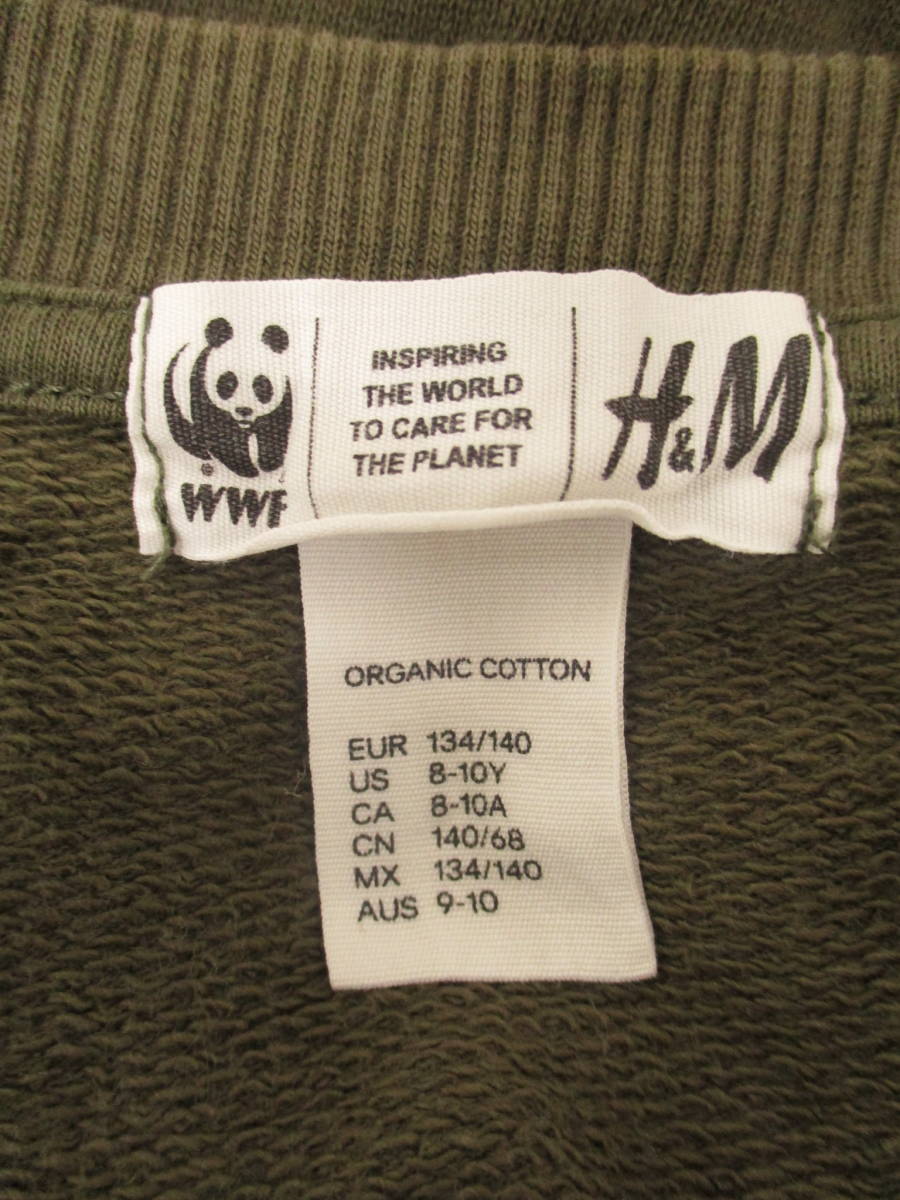 WWF
INSPIRING
THE WORLD
TO CARE FOR
THE PLANET
H&M
ORGANIC COTTON
EUR 134/140
US 8-10Y
CA 8-10A
CN 140/68
MX 134/140
AUS 9-10